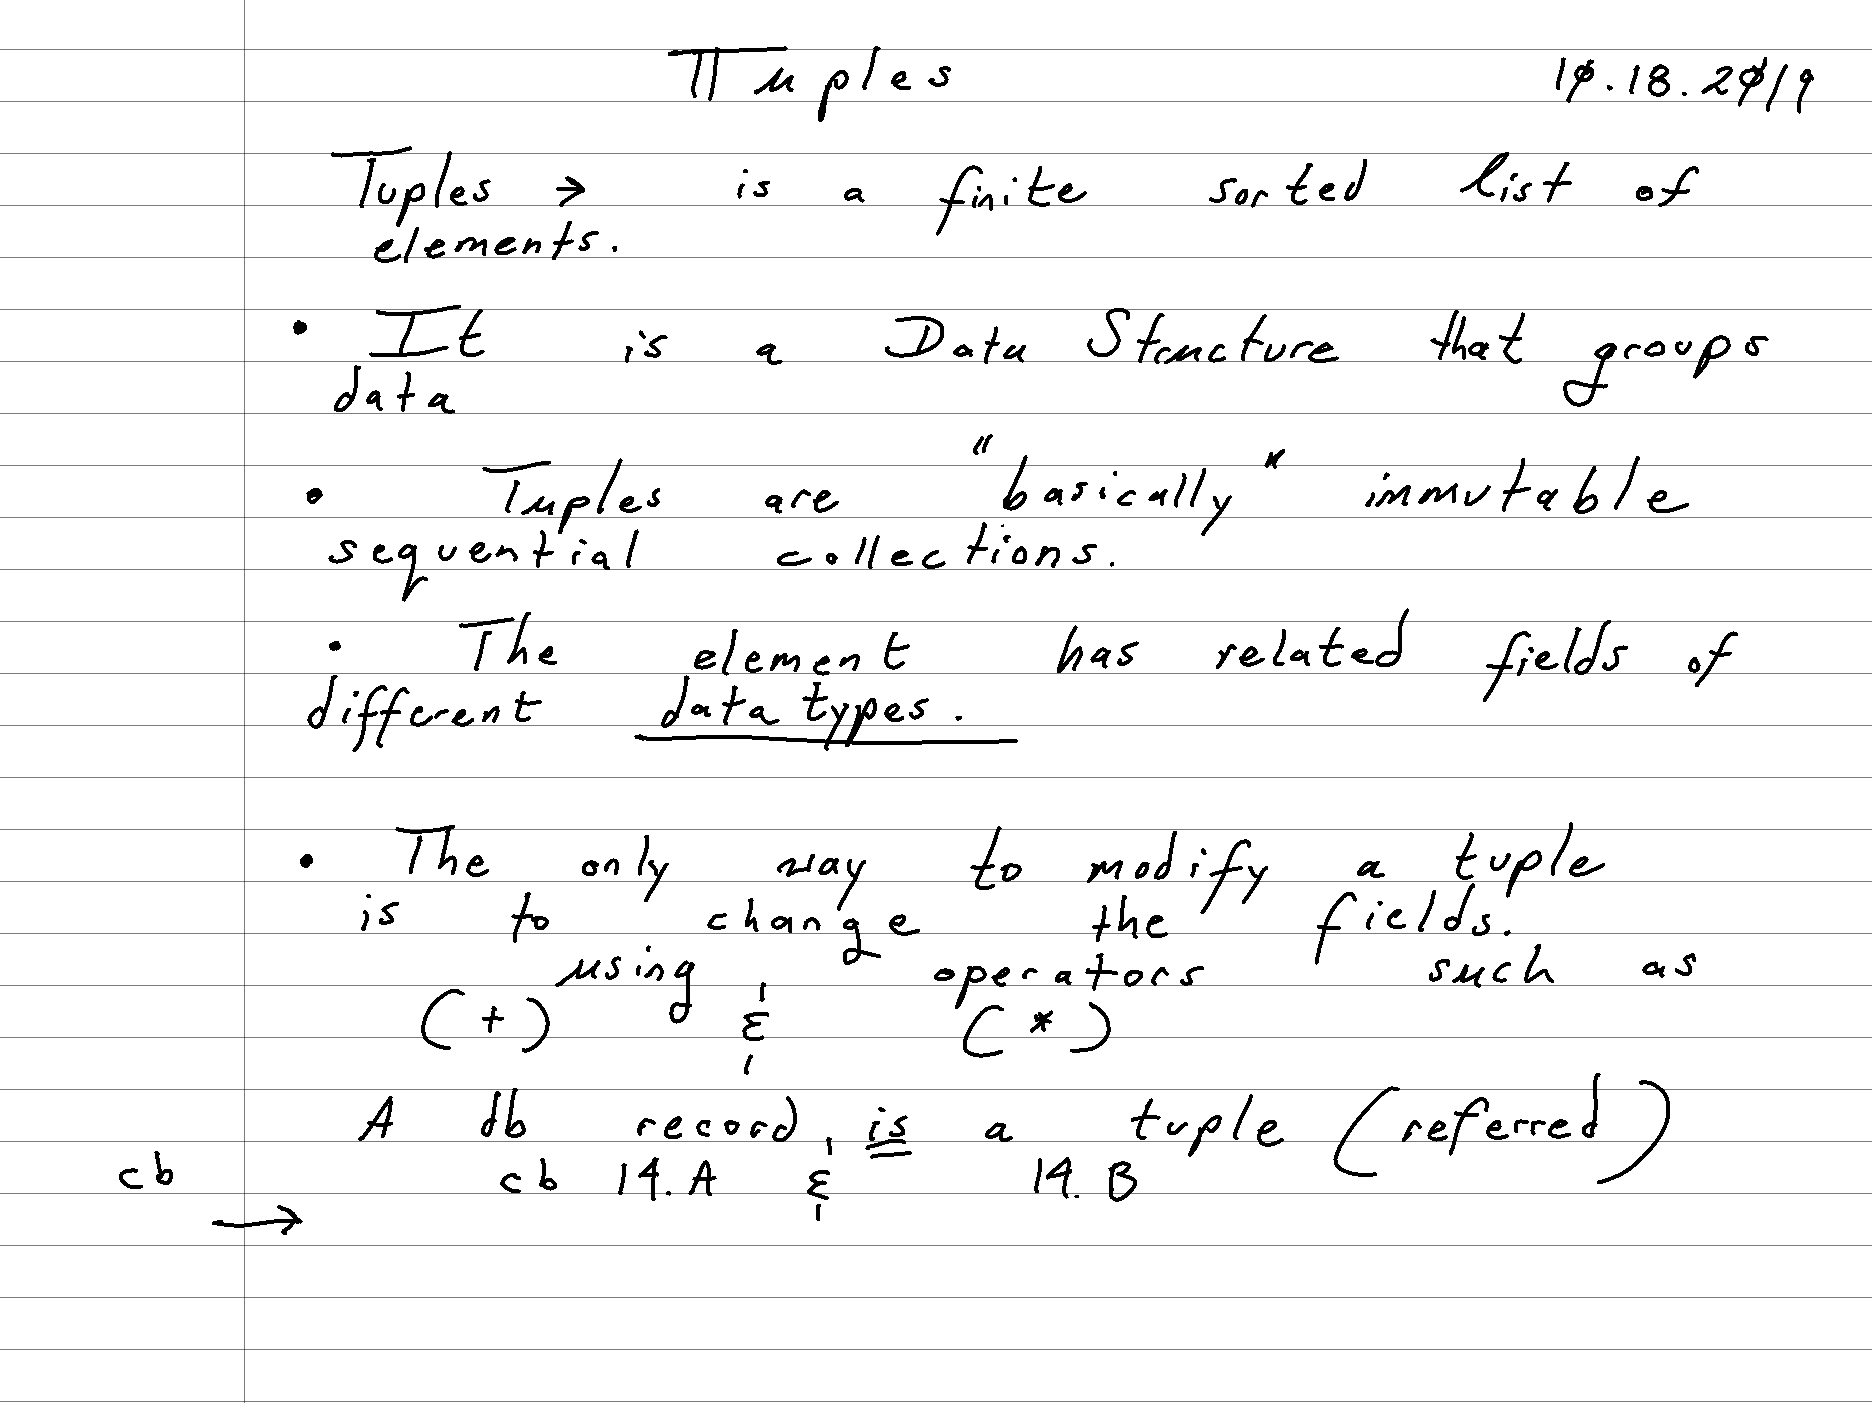 Tuples 10.18.2019
Tuples → is a finite sorted list of
elements.
• It is a Data Structure that groups
data
• Tuples are "basically" immutable
sequential collections.
• The element has related fields of
different data types.
• The only way to modify a tuple
is to change the fields.
using operators such as
(+) & (*)
A db record, is a tuple (referred)
cb cb 14.A & 14.B
→